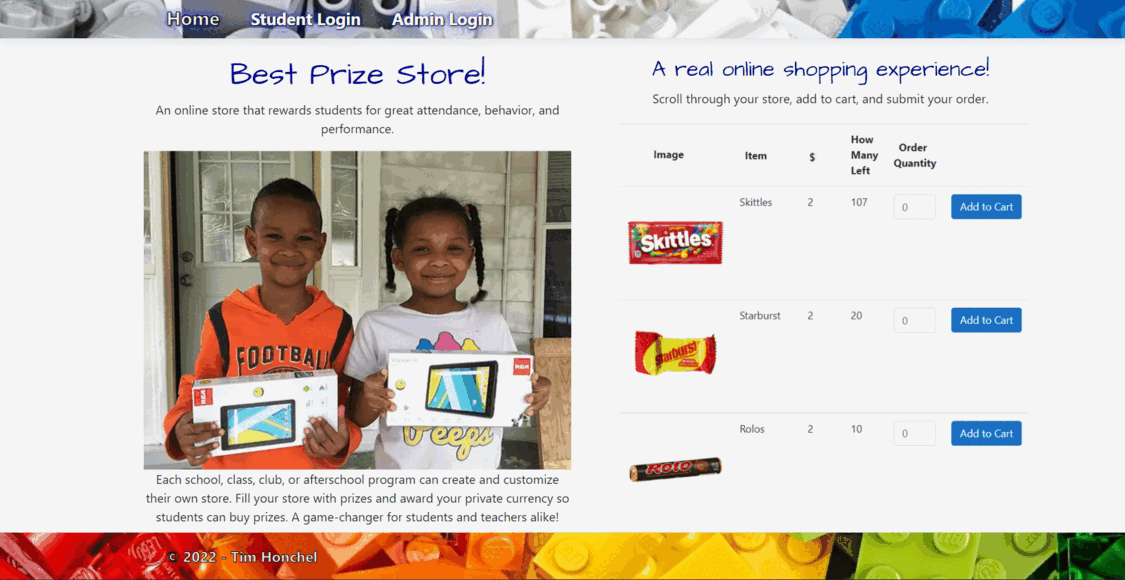 Home Student Login Admin Login
Best Prize Store!
An online store that rewards students for great attendance, behavior, and
performance.
FOOTBALL
RCA
RCA
Peeps
Each school, class, club, or afterschool program can create and customize
their own store. Fill your store with prizes and award your private currency so
students can buy prizes. A game-changer for students and teachers alike!
A real online shopping experience!
Scroll through your store, add to cart, and submit your order.
Image Item $ How Many Left Order Quantity
Skittles 2 107 0 Add to Cart
Skittles
Starburst 2 20 0 Add to Cart
starburst
Rolos 2 10 0 Add to Cart
ROLO
© 2022 - Tim Honchel